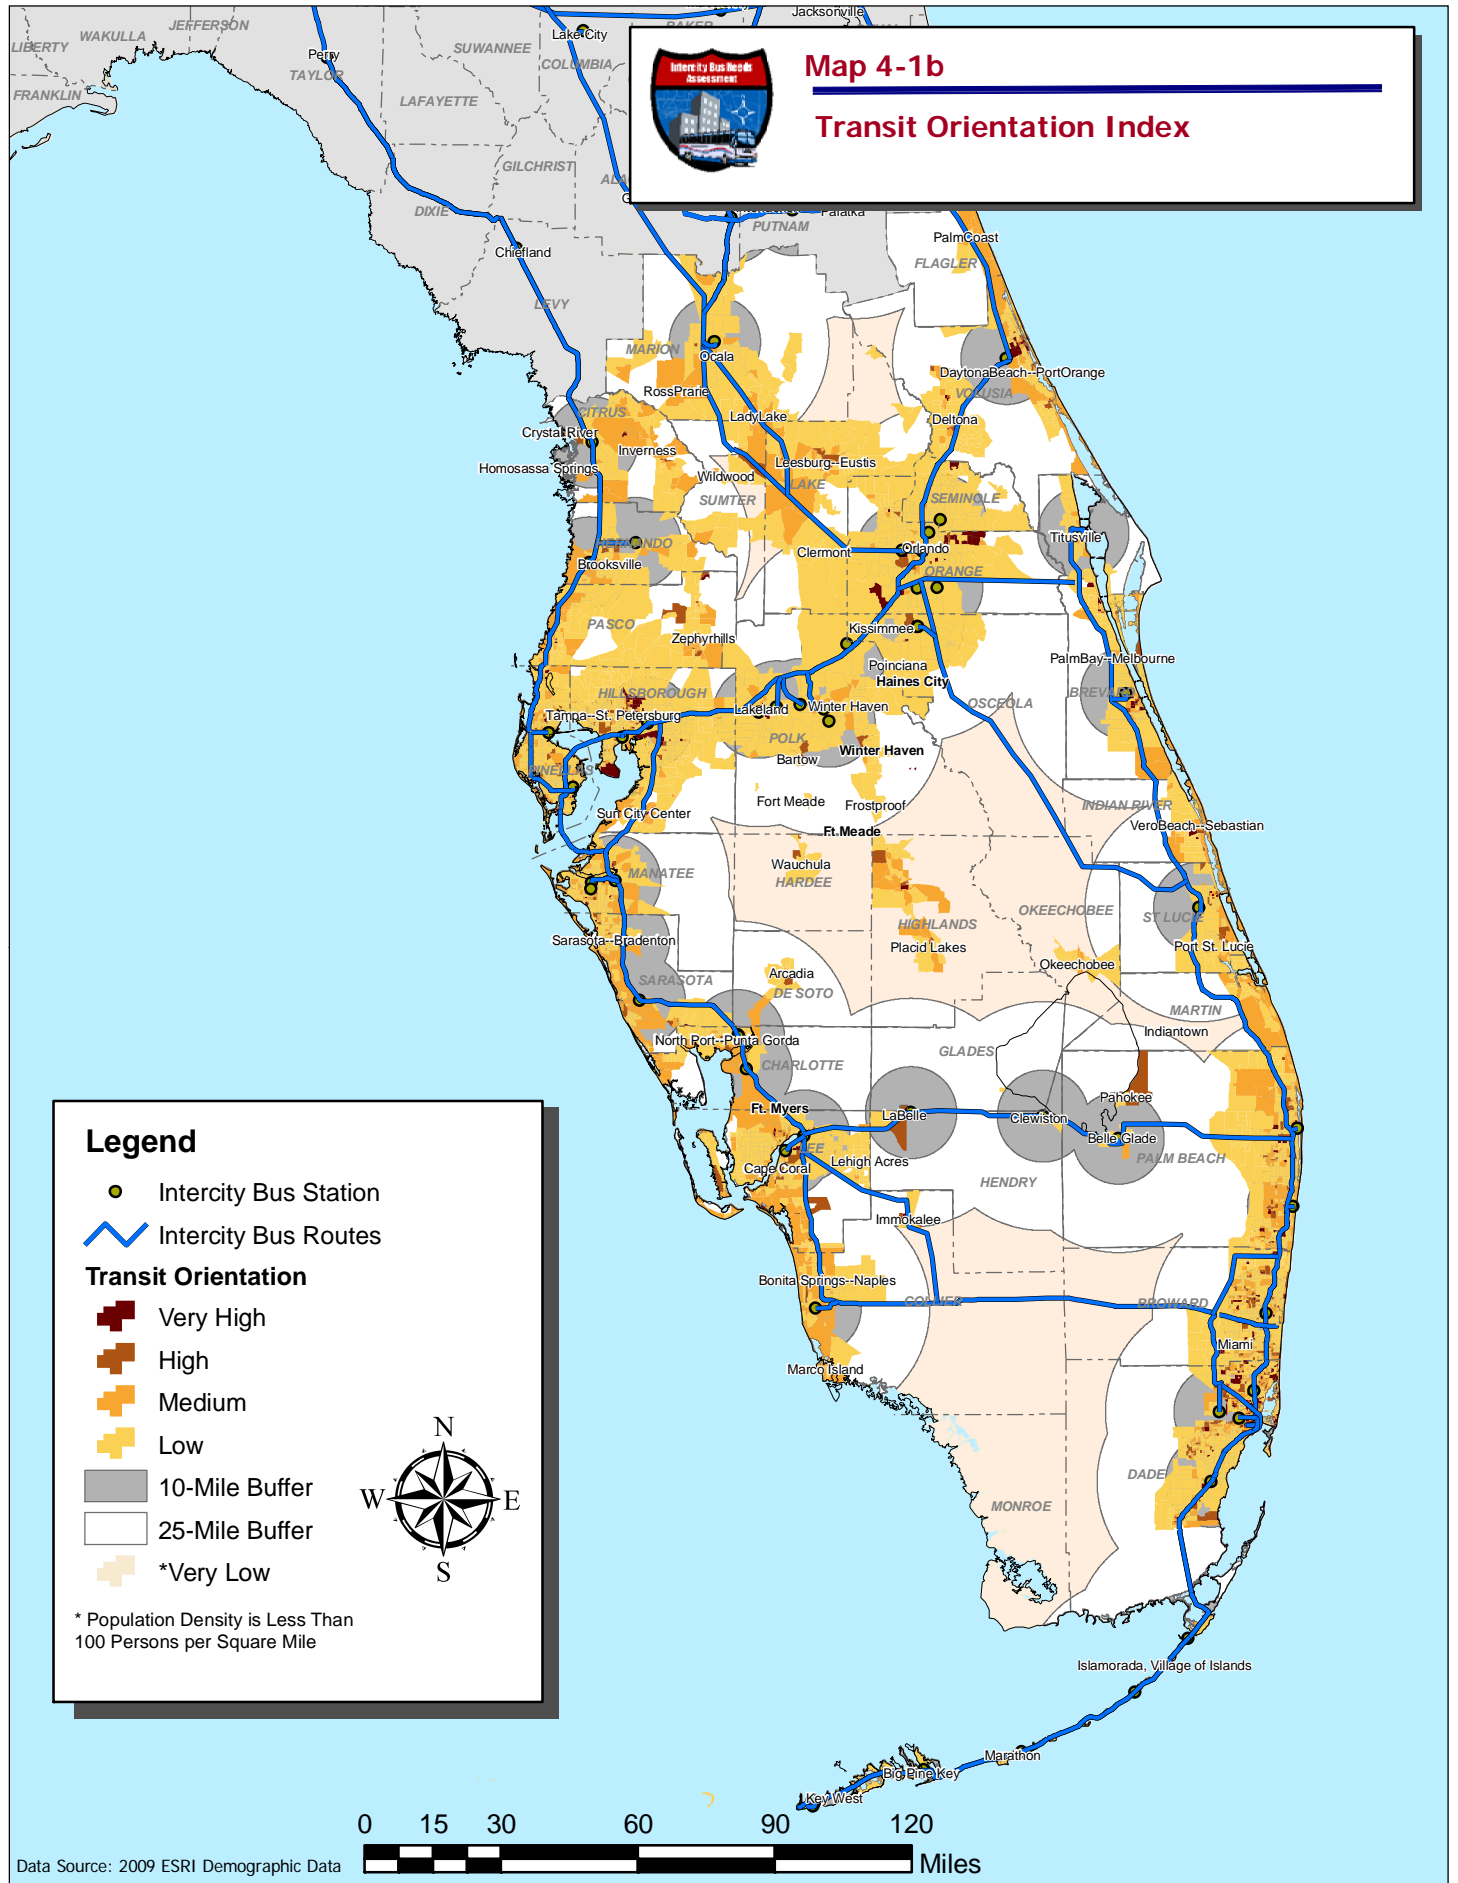 Jacksonville
Lake City
BAKER
JEFFERSON
WAKULLA
LIBERTY
SUWANNEE
COLUMBIA
Perry
TAYLOR
FRANKLIN
LAFAYETTE
Intercity Bus Needs
Assessment
Map 4-1b
Transit Orientation Index
GILCHRIST
ALA
G
DIXIE
Palatka
PUTNAM
PalmCoast
FLAGLER
Chiefland
LEVY
MARION
Ocala
DaytonaBeach--PortOrange
VOLUSIA
RossPrarie
CITRUS
LadyLake
Deltona
Crystal River
Inverness
Leesburg--Eustis
Homosassa Springs
Wildwood
LAKE
SUMTER
SEMINOLE
HERNANDO
Clermont
Orlando
Titusville
Brooksville
ORANGE
PASCO
Kissimmee
Zephyrhills
Poinciana
PalmBay--Melbourne
Haines City
HILLSBOROUGH
BREVARD
OSCEOLA
Tampa--St. Petersburg
Lakeland
Winter Haven
POLK
Winter Haven
Bartow
PINELLAS
Fort Meade
Frostproof
INDIAN RIVER
Sun City Center
Ft.Meade
VeroBeach--Sebastian
Wauchula
MANATEE
HARDEE
OKEECHOBEE
ST LUCIE
HIGHLANDS
Sarasota--Bradenton
Placid Lakes
Port St. Lucie
Okeechobee
Arcadia
SARASOTA
DE SOTO
MARTIN
Indiantown
North Port--Punta Gorda
GLADES
CHARLOTTE
Pahokee
Ft. Myers
LaBelle
Clewiston
Belle Glade
LEE
Lehigh Acres
PALM BEACH
Cape Coral
HENDRY
Immokalee
Bonita Springs--Naples
COLLIER
BROWARD
Miami
Marco Island
DADE
MONROE
Islamorada, Village of Islands
Marathon
Big Pine Key
Key West
Legend
Intercity Bus Station
Intercity Bus Routes
Transit Orientation
Very High
High
Medium
Low
10-Mile Buffer
25-Mile Buffer
*Very Low
* Population Density is Less Than
100 Persons per Square Mile
N
W E
S
0 15 30 60 90 120
Miles
Data Source: 2009 ESRI Demographic Data